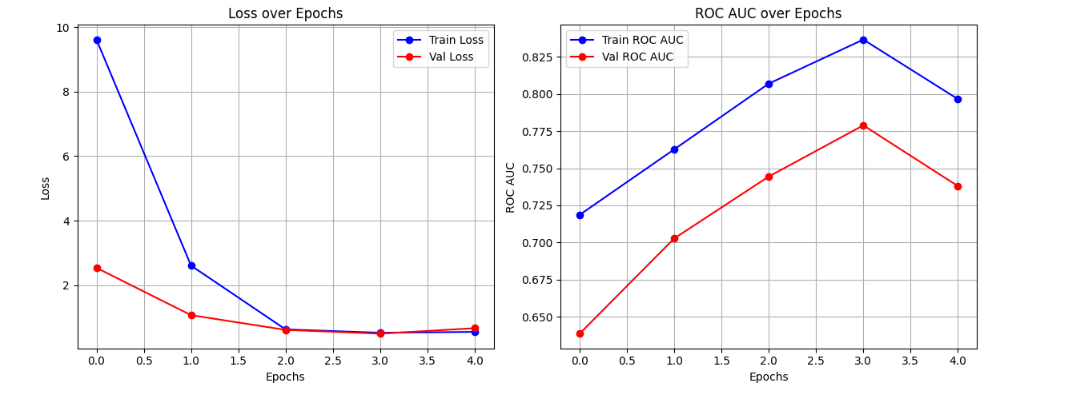 Loss over Epochs
10
8
6
4
2
Loss
Train Loss
Val Loss
0.0 0.5 1.0 1.5 2.0 2.5 3.0 3.5 4.0
Epochs
ROC AUC over Epochs
0.825
0.800
0.775
0.750
0.725
0.700
0.675
0.650
ROC AUC
Train ROC AUC
Val ROC AUC
0.0 0.5 1.0 1.5 2.0 2.5 3.0 3.5 4.0
Epochs